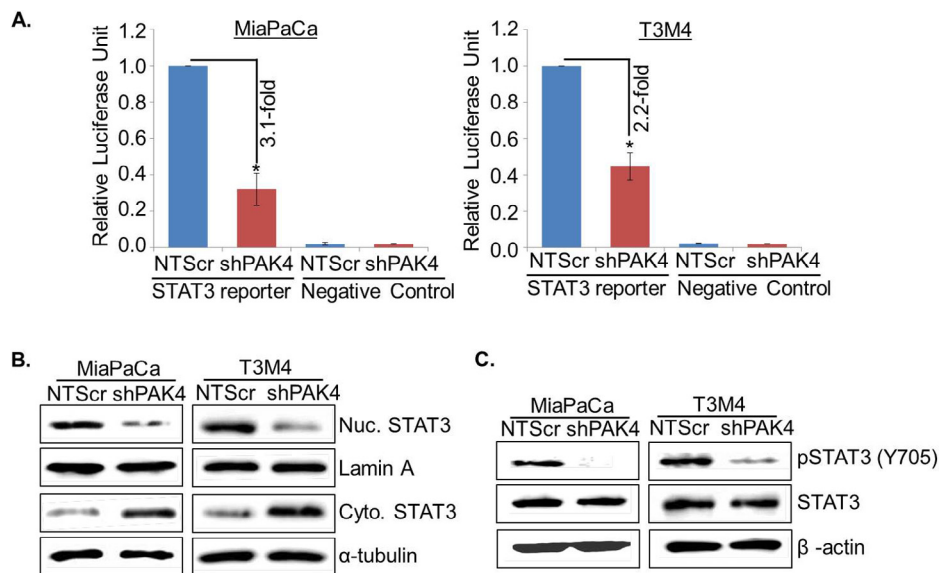 A.
MiaPaCa
Relative Luciferase Unit
1.2
1.0
0.8
0.6
0.4
0.2
0.0
3.1-fold
*
NTScr shPAK4 NTScr shPAK4
STAT3 reporter Negative Control
T3M4
Relative Luciferase Unit
1.2
1.0
0.8
0.6
0.4
0.2
0.0
2.2-fold
*
NTScr shPAK4 NTScr shPAK4
STAT3 reporter Negative Control
B.
MiaPaCa T3M4
NTScr shPAK4 NTScr shPAK4
Nuc. STAT3
Lamin A
Cyto. STAT3
α-tubulin
C.
MiaPaCa T3M4
NTScr shPAK4 NTScr shPAK4
pSTAT3 (Y705)
STAT3
β -actin